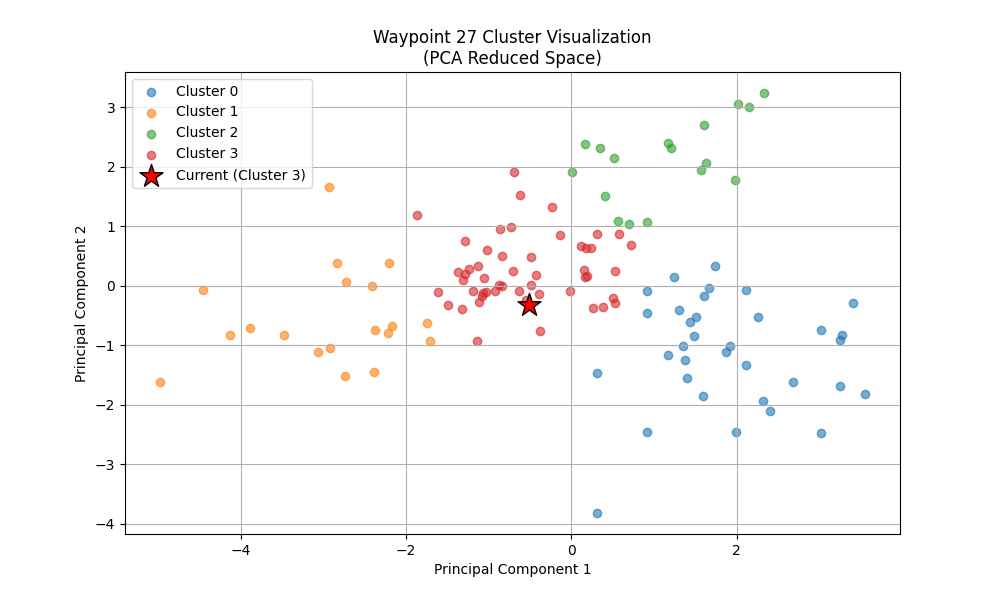 Waypoint 27 Cluster Visualization
(PCA Reduced Space)
Cluster 0
Cluster 1
Cluster 2
Cluster 3
Current (Cluster 3)
Principal Component 2
3
2
1
0
−1
−2
−3
−4
−4
−2
0
2
Principal Component 1